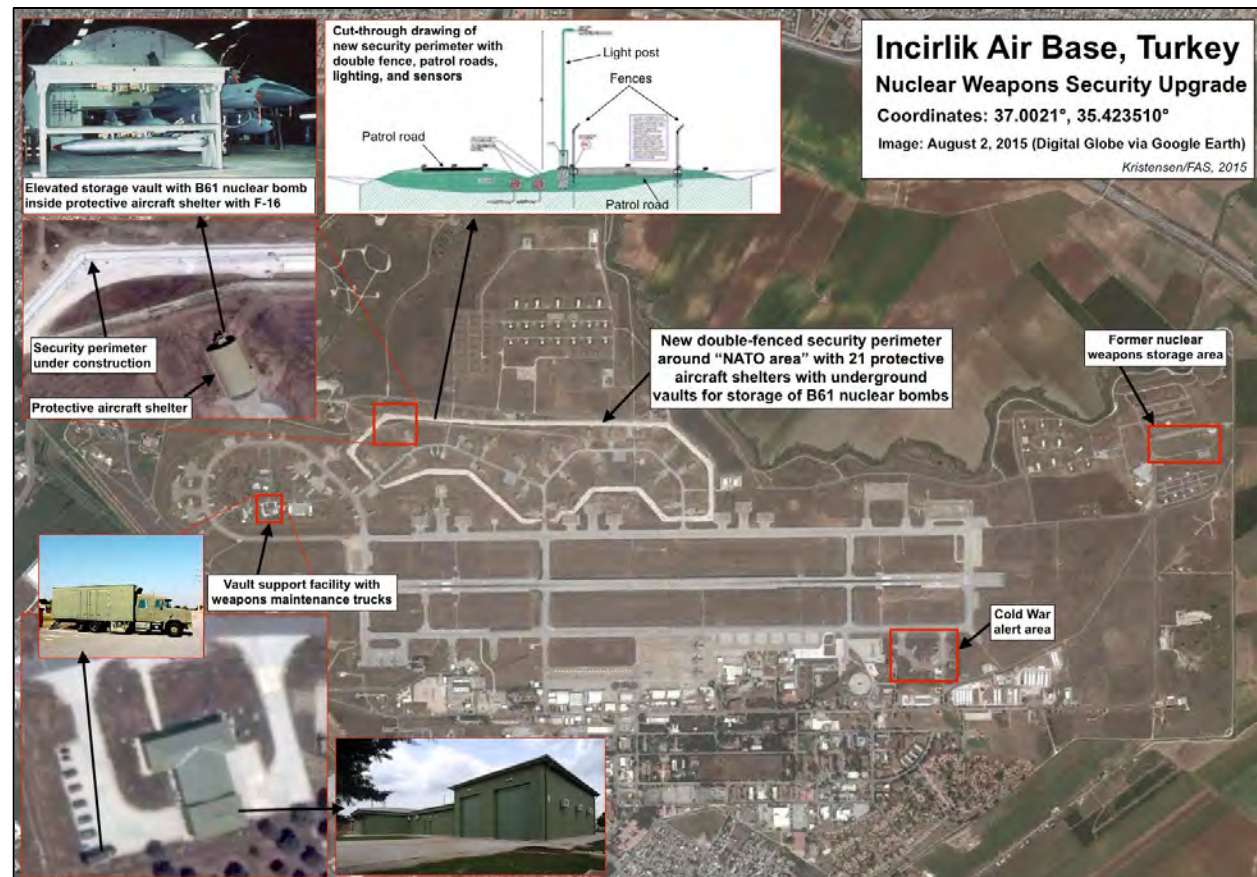 Incirlik Air Base, Turkey
Nuclear Weapons Security Upgrade
Coordinates: 37.0021°, 35.423510°
Image: August 2, 2015 (Digital Globe via Google Earth)
Kristensen/FAS, 2015
Cut-through drawing of
new security perimeter with
double fence, patrol roads,
lighting, and sensors
Light post
Fences
Patrol road
Patrol road
Elevated storage vault with B61 nuclear bomb
inside protective aircraft shelter with F-16
Security perimeter
under construction
Protective aircraft shelter
New double-fenced security perimeter
around “NATO area” with 21 protective
aircraft shelters with underground
vaults for storage of B61 nuclear bombs
Former nuclear
weapons storage area
Vault support facility with
weapons maintenance trucks
Cold War
alert area